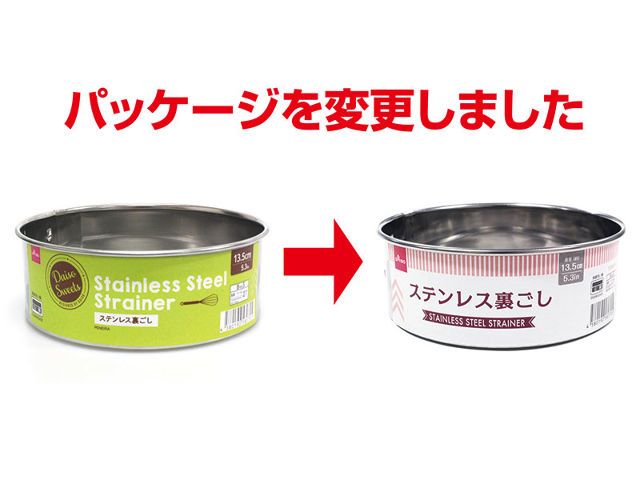 パッケージを変更しました
Daiso
Sweets
Stainless Steel
Strainer
ステンレス裏ごし
13.5cm
5.3in
DAISO
13.5cm
5.3in
ステンレス裏ごし
STAINLESS STEEL STRAINER